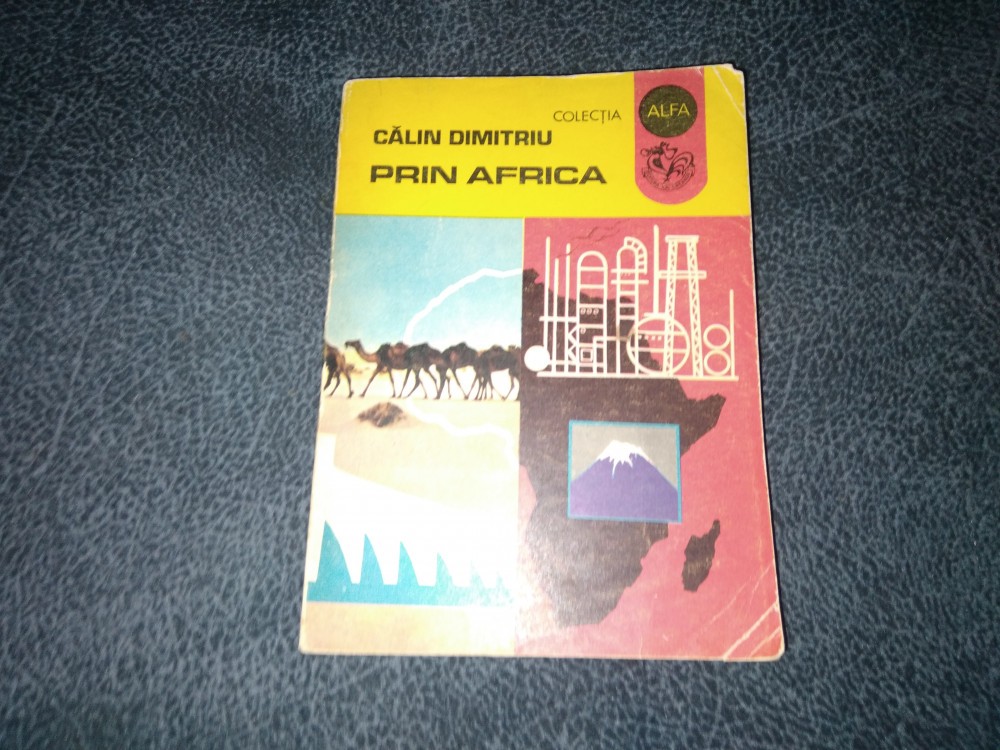 COLECȚIA
ALFA
CĂLIN DIMITRIU
PRIN AFRICA